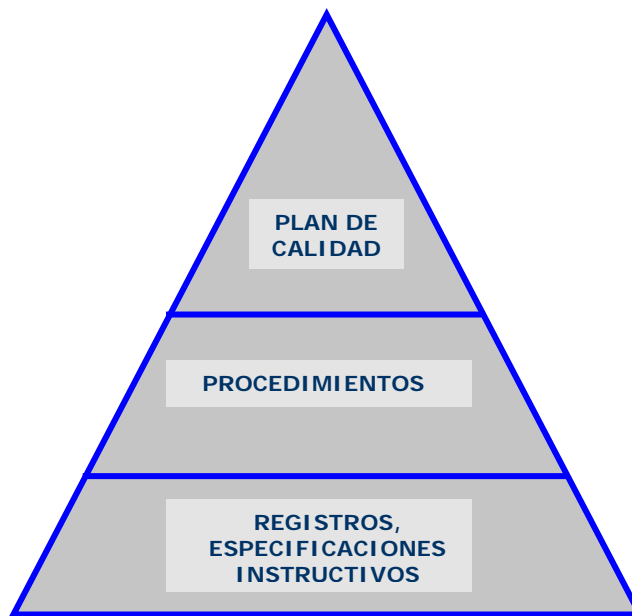 PLAN DE
CALIDAD
PROCEDIMIENTOS
REGISTROS,
ESPECIFICACIONES
INSTRUCTIVOS